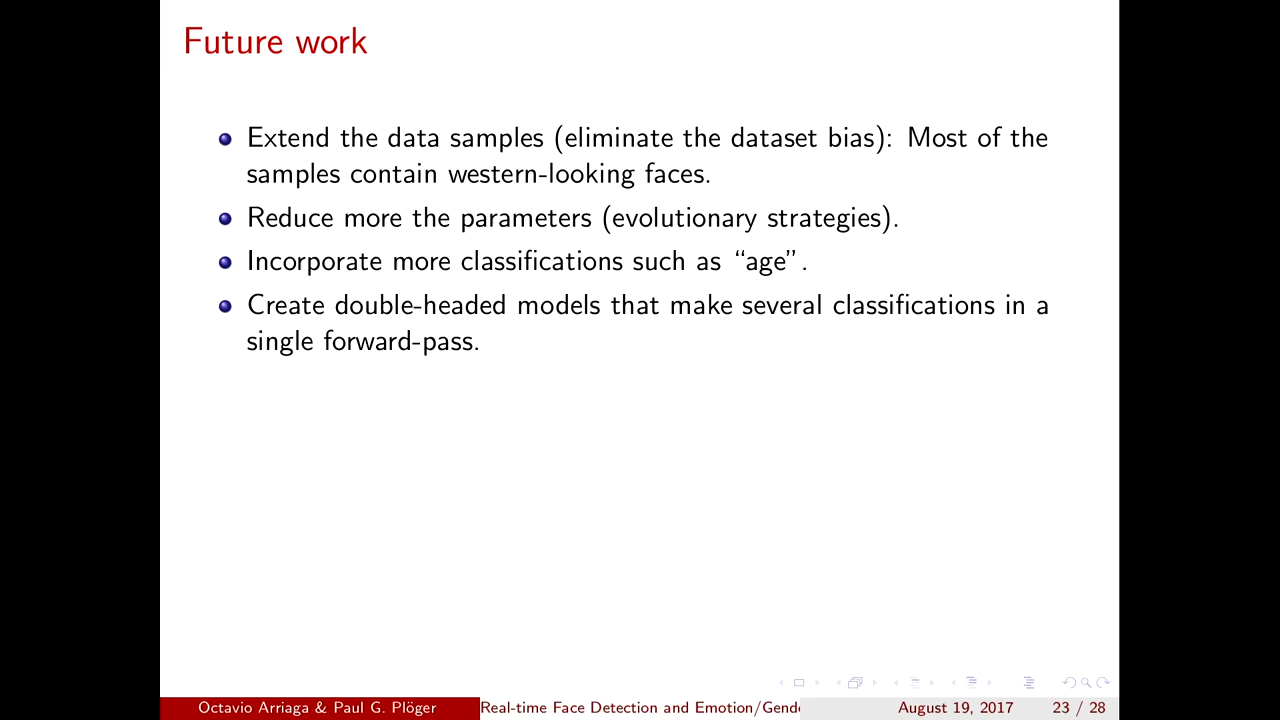 Future work
Extend the data samples (eliminate the dataset bias): Most of the
samples contain western-looking faces.
Reduce more the parameters (evolutionary strategies).
Incorporate more classifications such as “age”.
Create double-headed models that make several classifications in a
single forward-pass.
Octavio Arriaga & Paul G. Plöger Real-time Face Detection and Emotion/Gende August 19, 2017 23 / 28